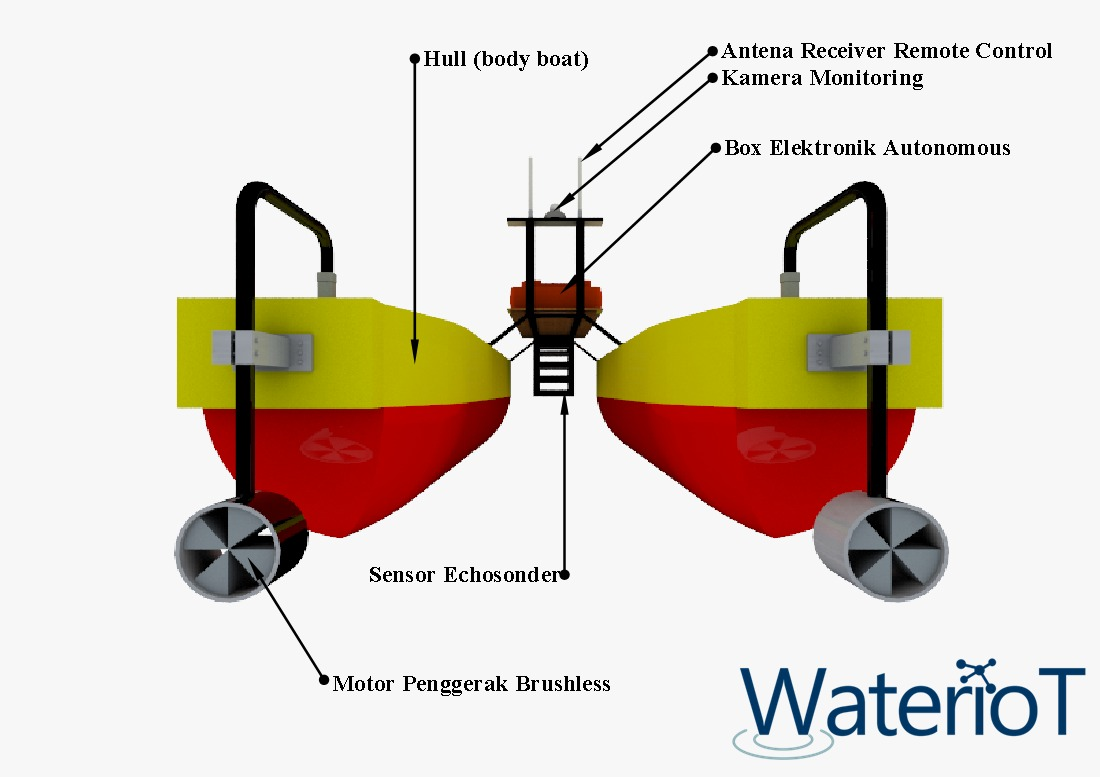 Hull (body boat)
Antena Receiver Remote Control
Kamera Monitoring
Box Elektronik Autonomous
Sensor Echosonder
Motor Penggerak Brushless
WaterioT